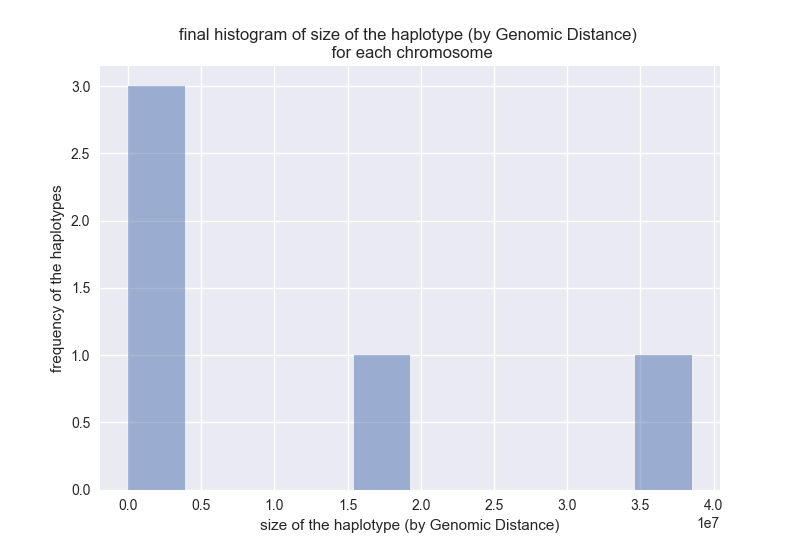 final histogram of size of the haplotype (by Genomic Distance)
for each chromosome
3.0
2.5
2.0
1.5
1.0
0.5
0.0
frequency of the haplotypes
0.0 0.5 1.0 1.5 2.0 2.5 3.0 3.5 4.0
1e7
size of the haplotype (by Genomic Distance)